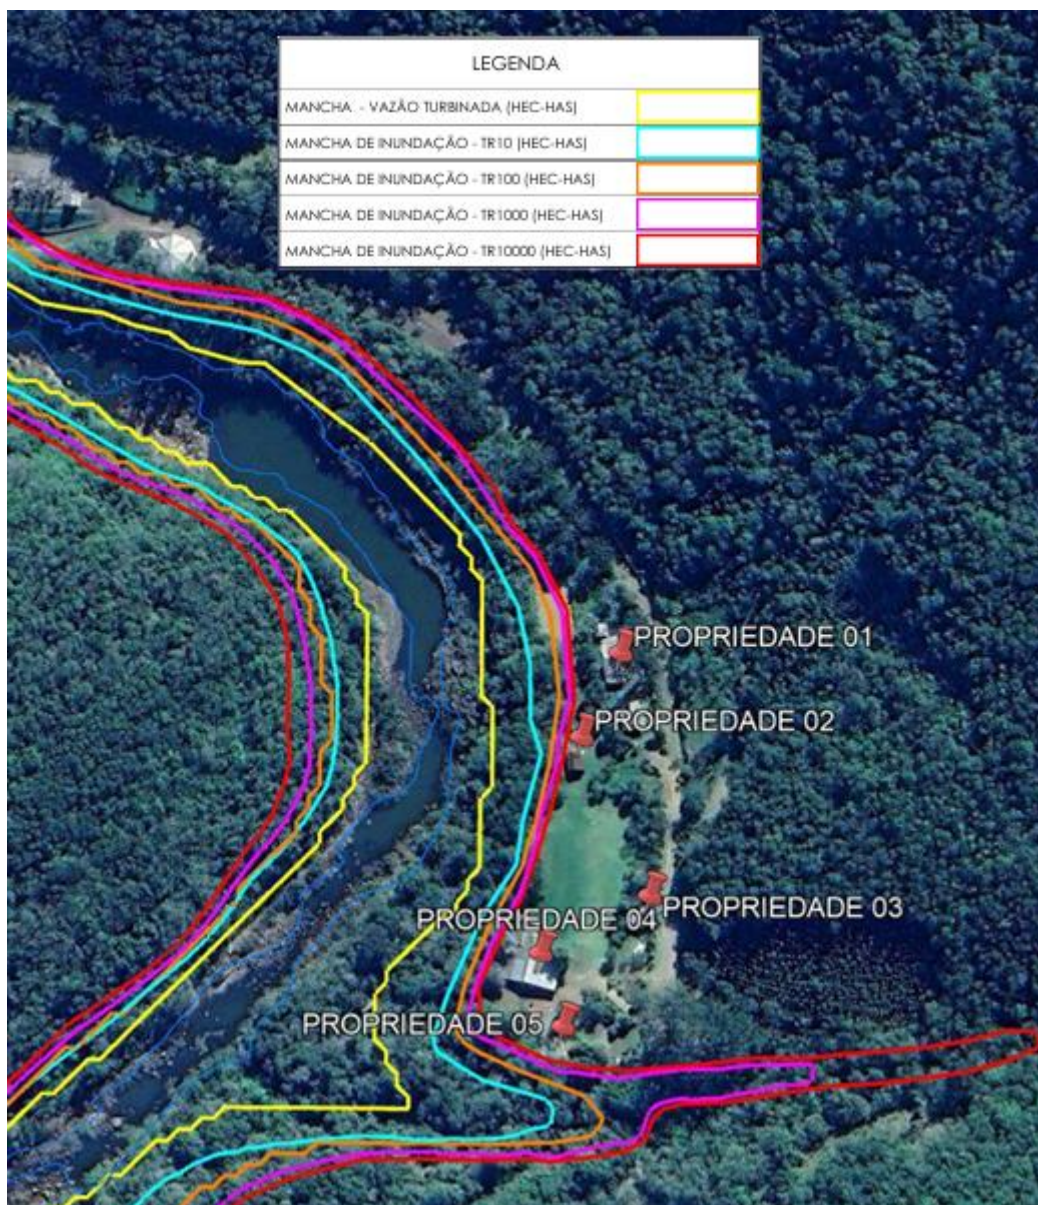 LEGENDA
MANCHA - VAZÃO TURBINADA (HEC-HAS)
MANCHA DE INUNDAÇÃO - TR10 (HEC-HAS)
MANCHA DE INUNDAÇÃO - TR100 (HEC-HAS)
MANCHA DE INUNDAÇÃO - TR1000 (HEC-HAS)
MANCHA DE INUNDAÇÃO - TR10000 (HEC-HAS)
PROPRIEDADE 01
PROPRIEDADE 02
PROPRIEDADE 03
PROPRIEDADE 04
PROPRIEDADE 05